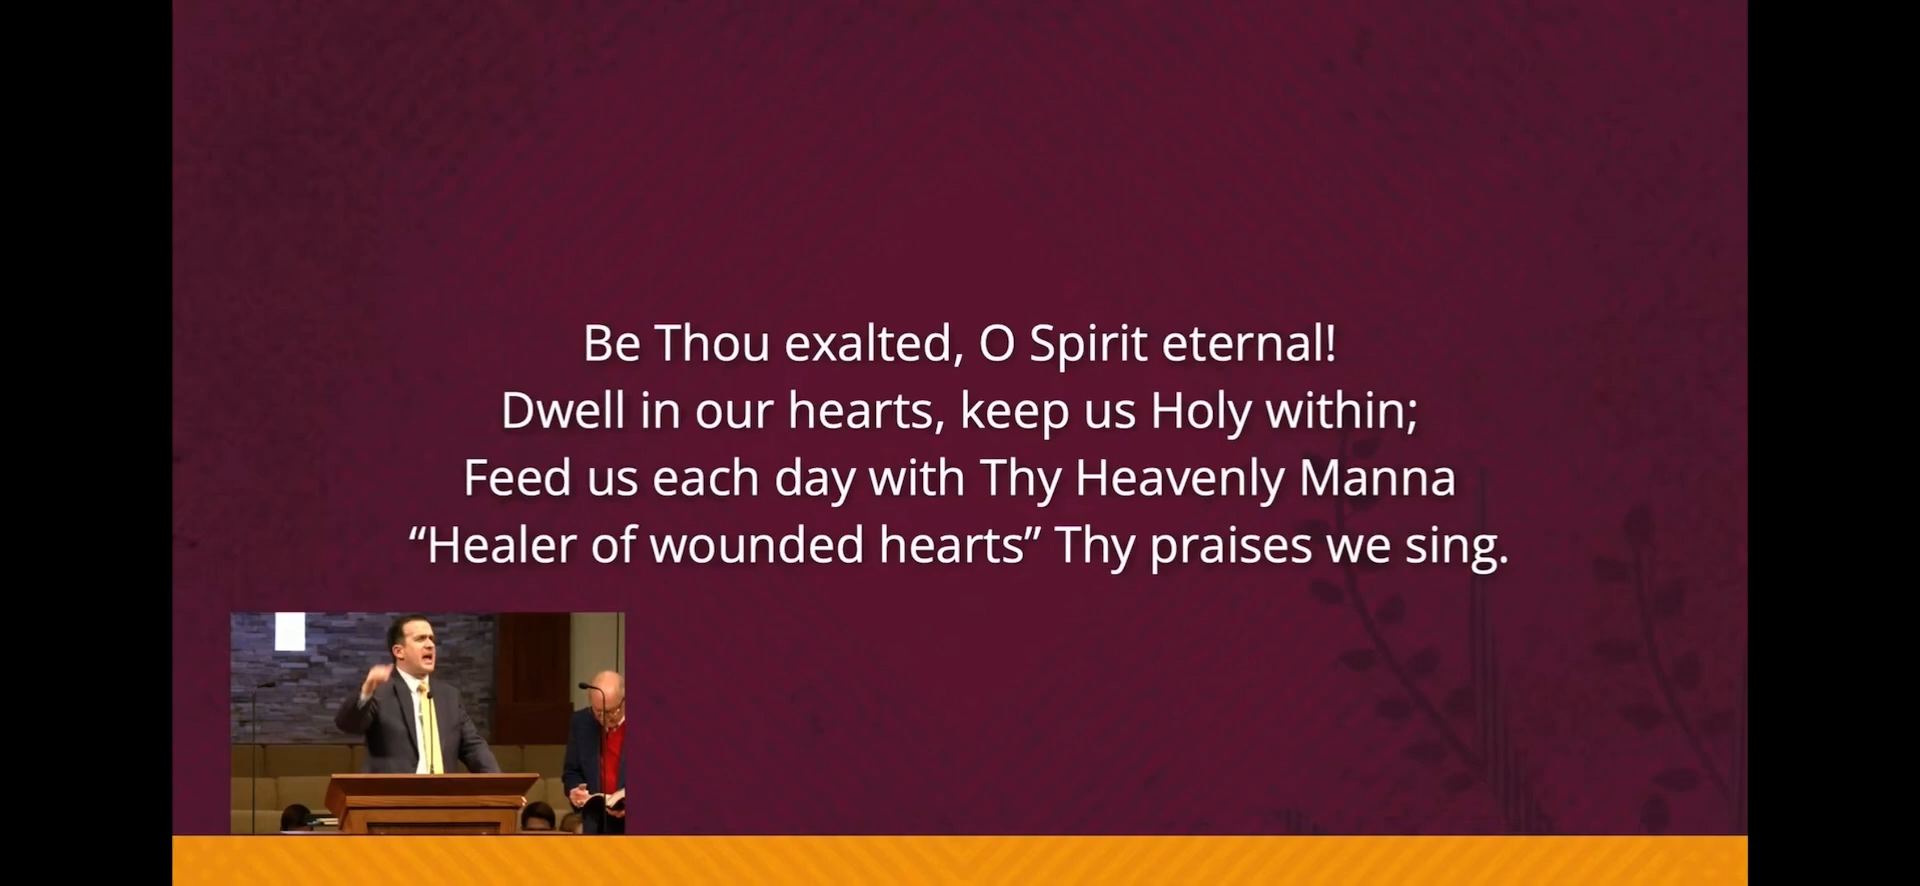 Be Thou exalted, O Spirit eternal!
Dwell in our hearts, keep us Holy within;
Feed us each day with Thy Heavenly Manna
“Healer of wounded hearts” Thy praises we sing.